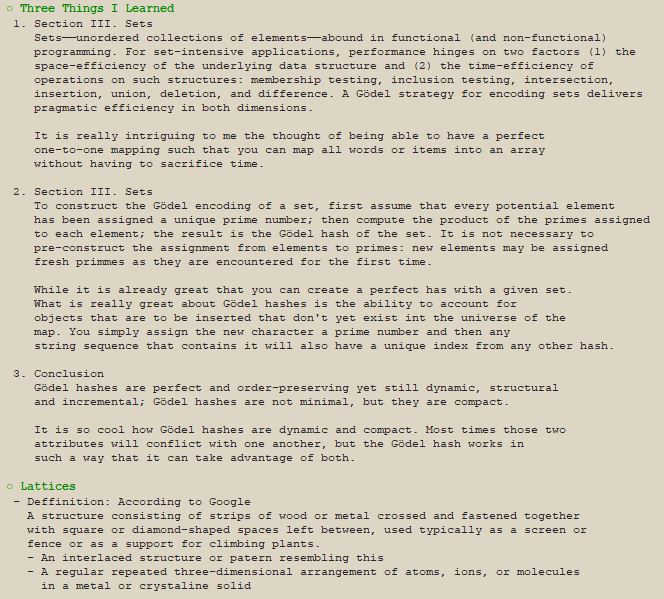 ○ Three Things I Learned
1. Section III. Sets
Sets——unordered collections of elements——abound in functional (and non-functional)
programming. For set-intensive applications, performance hinges on two factors (1) the
space-efficiency of the underlying data structure and (2) the time-efficiency of
operations on such structures: membership testing, inclusion testing, intersection,
insertion, union, deletion, and difference. A Gödel strategy for encoding sets delivers
pragmatic efficiency in both dimensions.
It is really intriguing to me the thought of being able to have a perfect
one-to-one mapping such that you can map all words or items into an array
without having to sacrifice time.
2. Section III. Sets
To construct the Gödel encoding of a set, first assume that every potential element
has been assigned a unique prime number; then compute the product of the primes assigned
to each element; the result is the Gödel hash of the set. It is not necessary to
pre-construct the assignment from elements to primes: new elements may be assigned
fresh primmes as they are encountered for the first time.
While it is already great that you can create a perfect has with a given set.
What is really great about Gödel hashes is the ability to account for
objects that are to be inserted that don't yet exist int the universe of the
map. You simply assign the new character a prime number and then any
string sequence that contains it will also have a unique index from any other hash.
3. Conclusion
Gödel hashes are perfect and order-preserving yet still dynamic, structural
and incremental; Gödel hashes are not minimal, but they are compact.
It is so cool how Gödel hashes are dynamic and compact. Most times those two
attributes will conflict with one another, but the Gödel hash works in
such a way that it can take advantage of both.
○ Lattices
- Deffinition: According to Google
A structure consisting of strips of wood or metal crossed and fastened together
with square or diamond-shaped spaces left between, used typically as a screen or
fence or as a support for climbing plants.
- An interlaced structure or patern resembling this
- A regular repeated three-dimensional arrangement of atoms, ions, or molecules
in a metal or crystaline solid